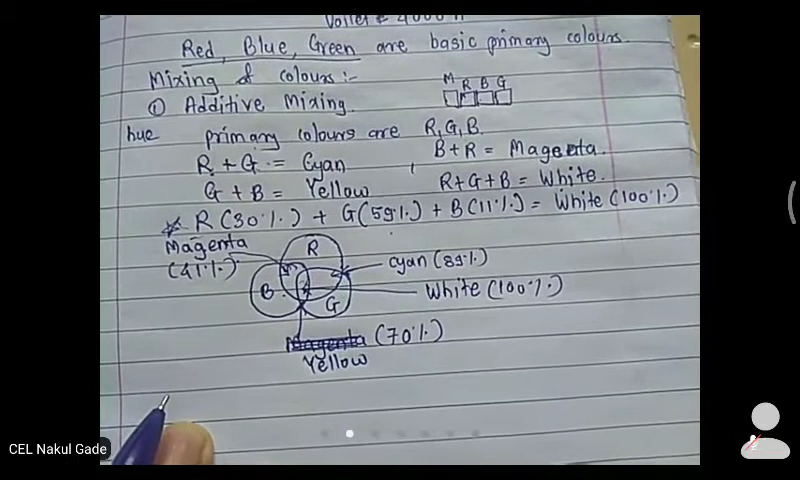 Red, Blue, Green are basic primary colours.
Mixing of colours :-
M R B G
① Additive Mixing.
hue primary colours are R, G, B.
R + G = Cyan , B + R = Magenta.
G + B = Yellow R + G + B = White.
* R (30%) + G (59%) + B (11%) = White (100%)
Magenta (41%)
R
Cyan (89%)
B
White (100%)
G
(70%)
Yellow
CEL Nakul Gade